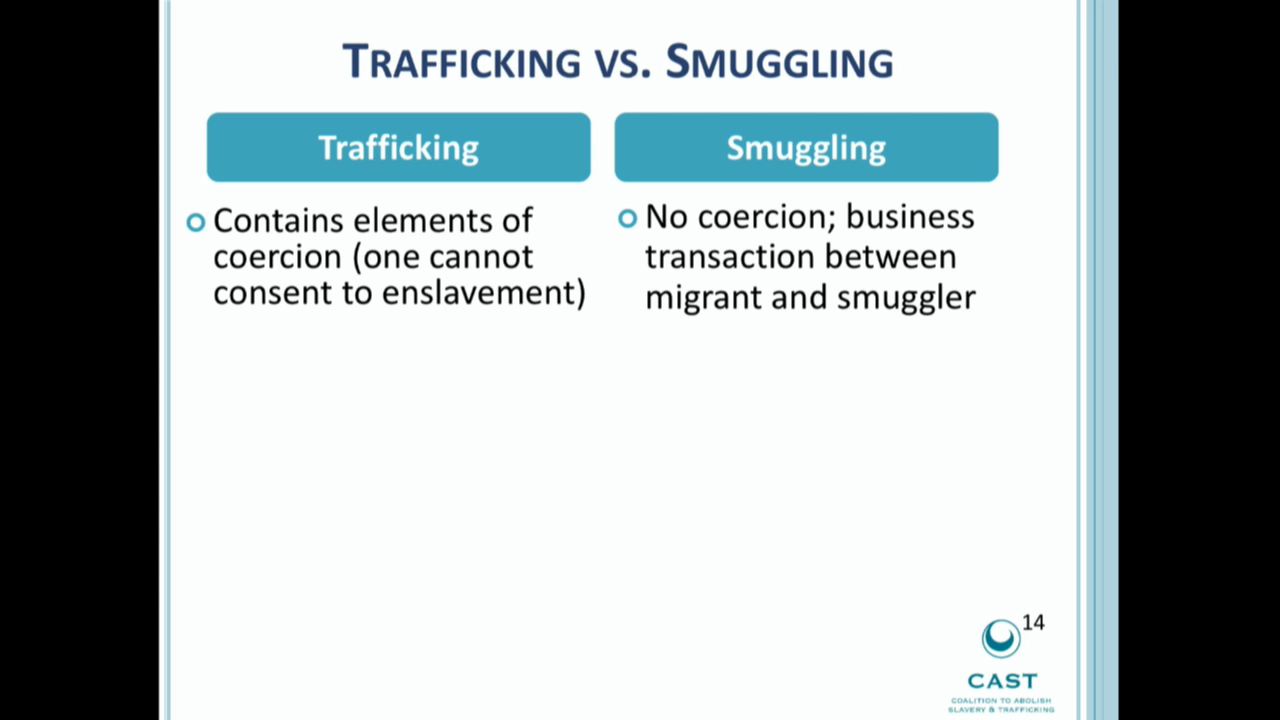 TRAFFICKING VS. SMUGGLING
Trafficking
Contains elements of
coercion (one cannot
consent to enslavement)
Smuggling
No coercion; business
transaction between
migrant and smuggler
14
CAST
COALITION TO ABOLISH
SLAVERY & TRAFFICKING